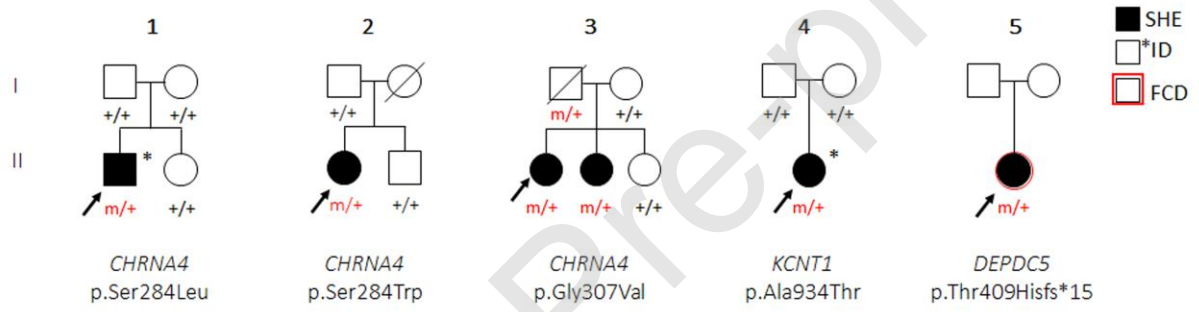 1 2 3 4 5
SHE
*ID
FCD
I
+/+ +/+ +/+ m/+ +/+ +/+ +/+
II
* *
m/+ +/+ m/+ +/+ m/+ m/+ +/+ m/+ m/+
CHRNA4 CHRNA4 CHRNA4 KCNT1 DEPDC5
p.Ser284Leu p.Ser284Trp p.Gly307Val p.Ala934Thr p.Thr409Hisfs*15
Pre-p